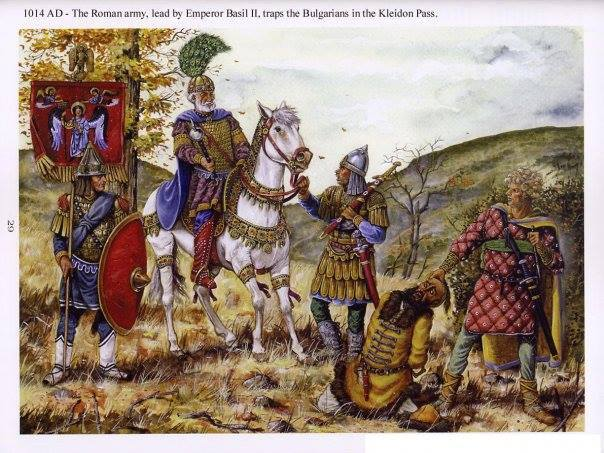 1014 AD - The Roman army, lead by Emperor Basil II, traps the Bulgarians in the Kleidon Pass.
29